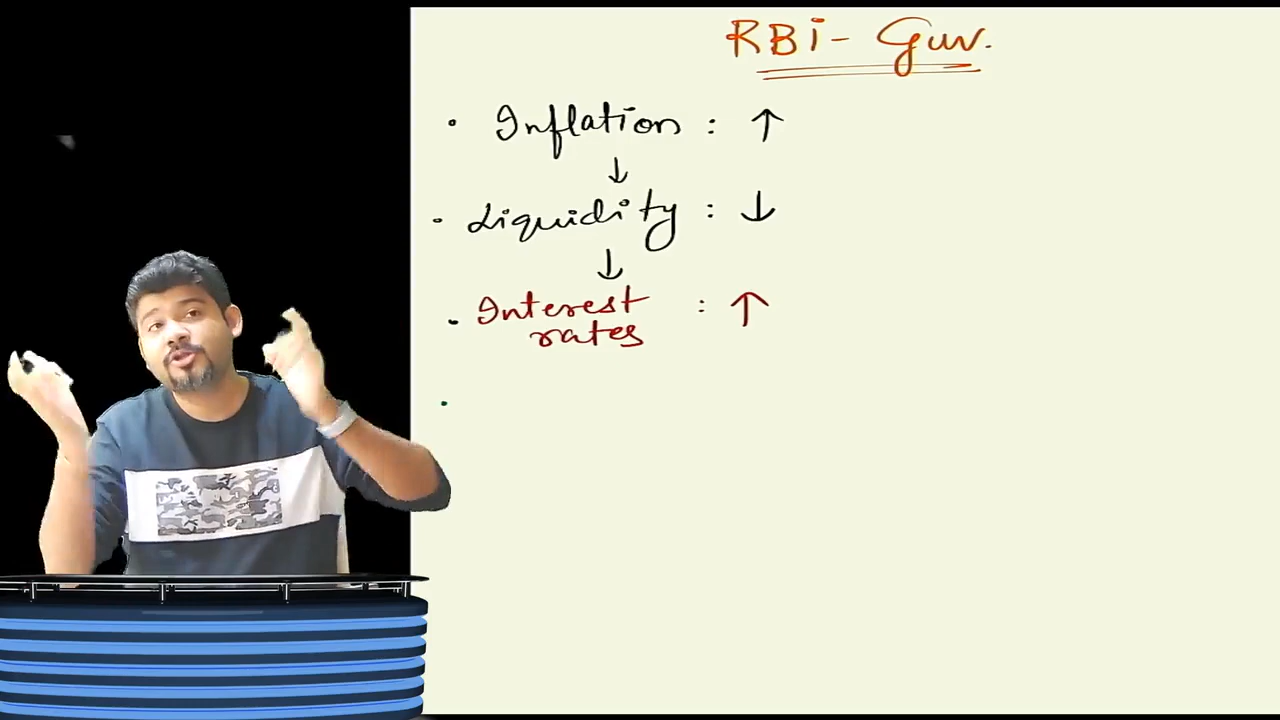 RBi - Guv.
• Inflation : ↑
↓
• Liquidity : ↓
↓
• Interest : ↑
rates
•